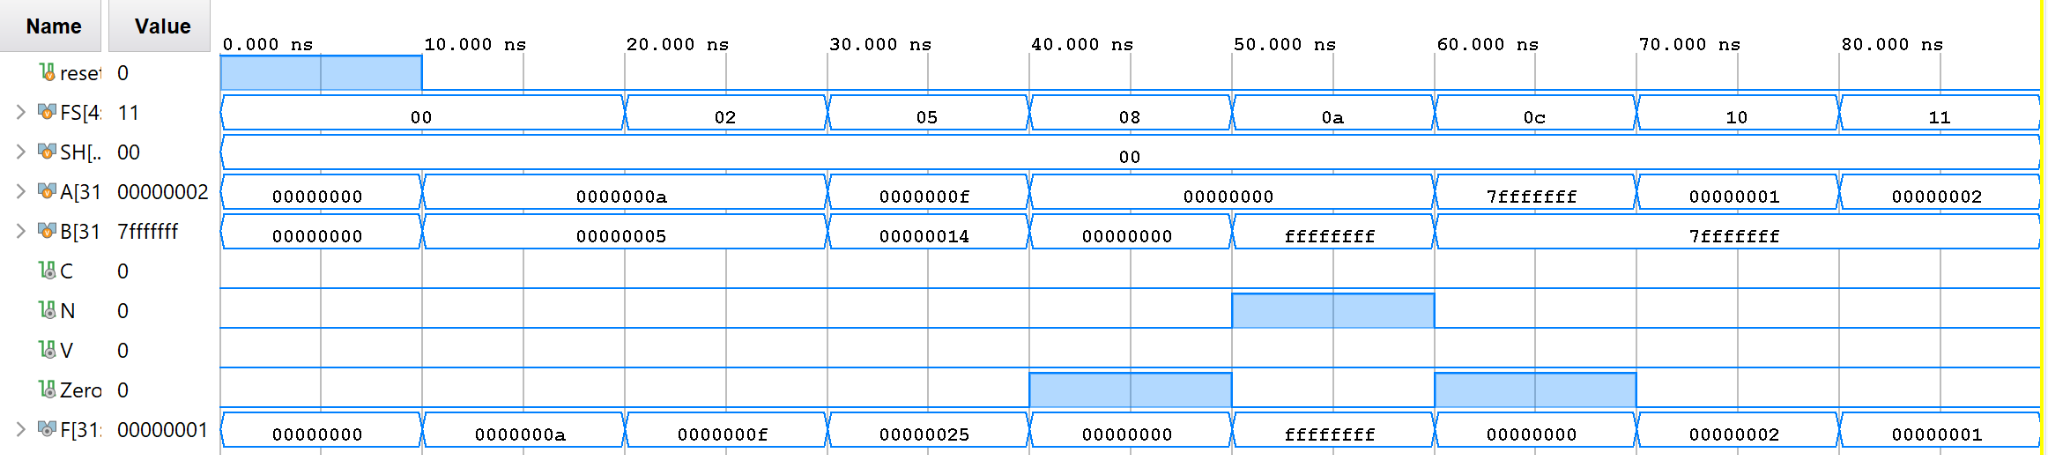 Name Value
0.000 ns 10.000 ns 20.000 ns 30.000 ns 40.000 ns 50.000 ns 60.000 ns 70.000 ns 80.000 ns
reset 0
FS[4: 11 00 02 05 08 0a 0c 10 11
SH[.. 00 00
A[31 00000002 00000000 0000000a 0000000f 00000000 7fffffff 00000001 00000002
B[31 7fffffff 00000000 00000005 00000014 00000000 ffffffff 7fffffff
C 0
N 0
V 0
Zero 0
F[31: 00000001 00000000 0000000a 0000000f 00000025 00000000 ffffffff 00000000 00000002 00000001